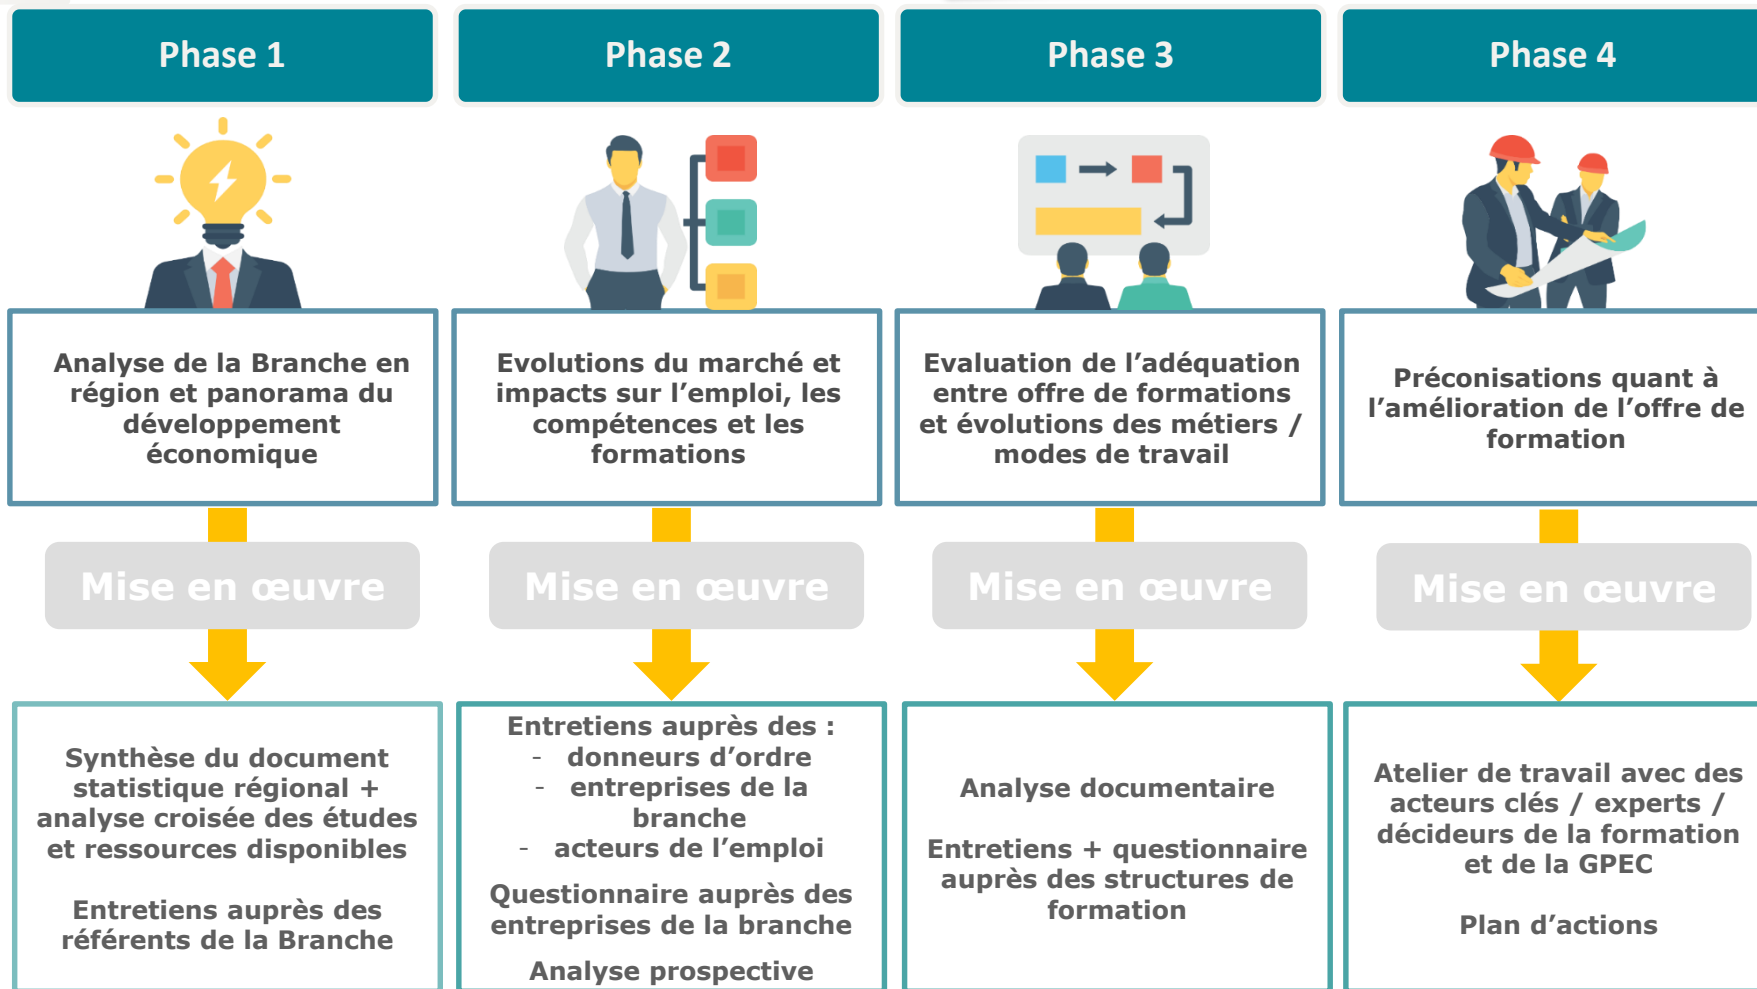 Phase 1
Phase 2
Phase 3
Phase 4
Analyse de la Branche en
région et panorama du
développement
économique
Evolutions du marché et
impacts sur l’emploi, les
compétences et les
formations
Evaluation de l’adéquation
entre offre de formations
et évolutions des métiers /
modes de travail
Préconisations quant à
l’amélioration de l’offre de
formation
Mise en œuvre
Mise en œuvre
Mise en œuvre
Mise en œuvre
Synthèse du document
statistique régional +
analyse croisée des études
et ressources disponibles
Entretiens auprès des
référents de la Branche
Entretiens auprès des :
- donneurs d’ordre
- entreprises de la
branche
- acteurs de l’emploi
Questionnaire auprès des
entreprises de la branche
Analyse prospective
Analyse documentaire
Entretiens + questionnaire
auprès des structures de
formation
Atelier de travail avec des
acteurs clés / experts /
décideurs de la formation
et de la GPEC
Plan d’actions